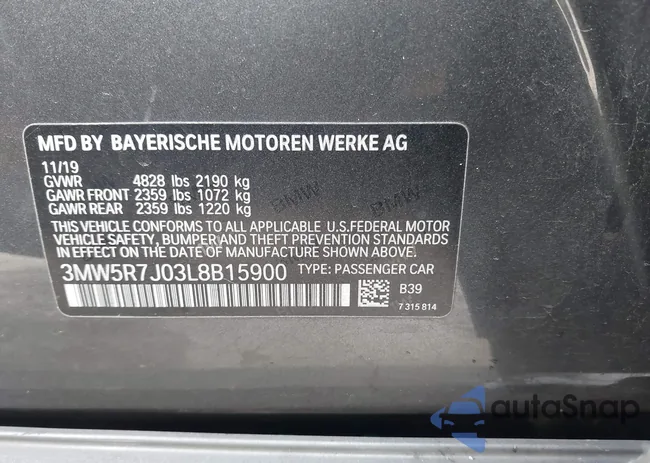 MFD BY BAYERISCHE MOTOREN WERKE AG
11/19
GVWR 4828 lbs 2190 kg
GAWR FRONT 2359 lbs 1072 kg
GAWR REAR 2359 lbs 1220 kg
THIS VEHICLE CONFORMS TO ALL APPLICABLE U.S.FEDERAL MOTOR
VEHICLE SAFETY, BUMPER AND THEFT PREVENTION STANDARDS
IN EFFECT ON THE DATE OF MANUFACTURE SHOWN ABOVE.
3MW5R7J03L8B15900 TYPE: PASSENGER CAR
B39
7 315 814
BMW BMW
autoSnap